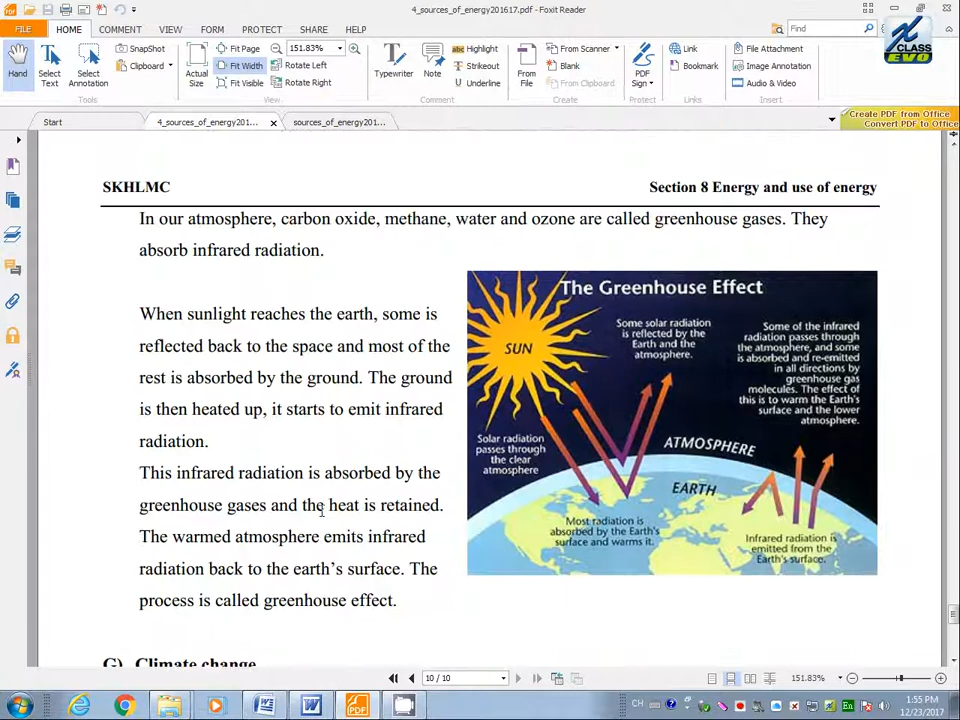 4_sources_of_energy201617.pdf - Foxit Reader
FILE HOME COMMENT VIEW FORM PROTECT SHARE HELP
Find
CLASS
EVO
Hand
Select
Text
Select
Annotation
SnapShot
Clipboard
Tools
Actual
Size
Fit Page
Fit Width
Fit Visible
151.83%
Rotate Left
Rotate Right
View
Typewriter
Note
Highlight
Strikeout
Underline
Comment
From
File
From Scanner
Blank
From Clipboard
Create
PDF
Sign
Protect
Link
Bookmark
Links
File Attachment
Image Annotation
Audio & Video
Insert
Start
4_sources_of_energy201...
sources_of_energy201...
Create PDF from Office
Convert PDF to Office
SKHLMC Section 8 Energy and use of energy
In our atmosphere, carbon oxide, methane, water and ozone are called greenhouse gases. They
absorb infrared radiation.
When sunlight reaches the earth, some is
reflected back to the space and most of the
rest is absorbed by the ground. The ground
is then heated up, it starts to emit infrared
radiation.
This infrared radiation is absorbed by the
greenhouse gases and the heat is retained.
The warmed atmosphere emits infrared
radiation back to the earth's surface. The
process is called greenhouse effect.
The Greenhouse Effect
SUN
Some solar radiation
is reflected by the
Earth and the
atmosphere.
Some of the infrared
radiation passes through
the atmosphere, and some
is absorbed and re-emitted
in all directions by
greenhouse gas
molecules. The effect of
this is to warm the Earth's
surface and the lower
atmosphere.
Solar radiation
passes through
the clear
atmosphere
ATMOSPHERE
EARTH
Most radiation is
absorbed by the Earth's
surface and warms it.
Infrared radiation is
emitted from the
Earth's surface.
G) Climate change
10 / 10
151.83%
CH
En
1:55 PM
12/23/2017